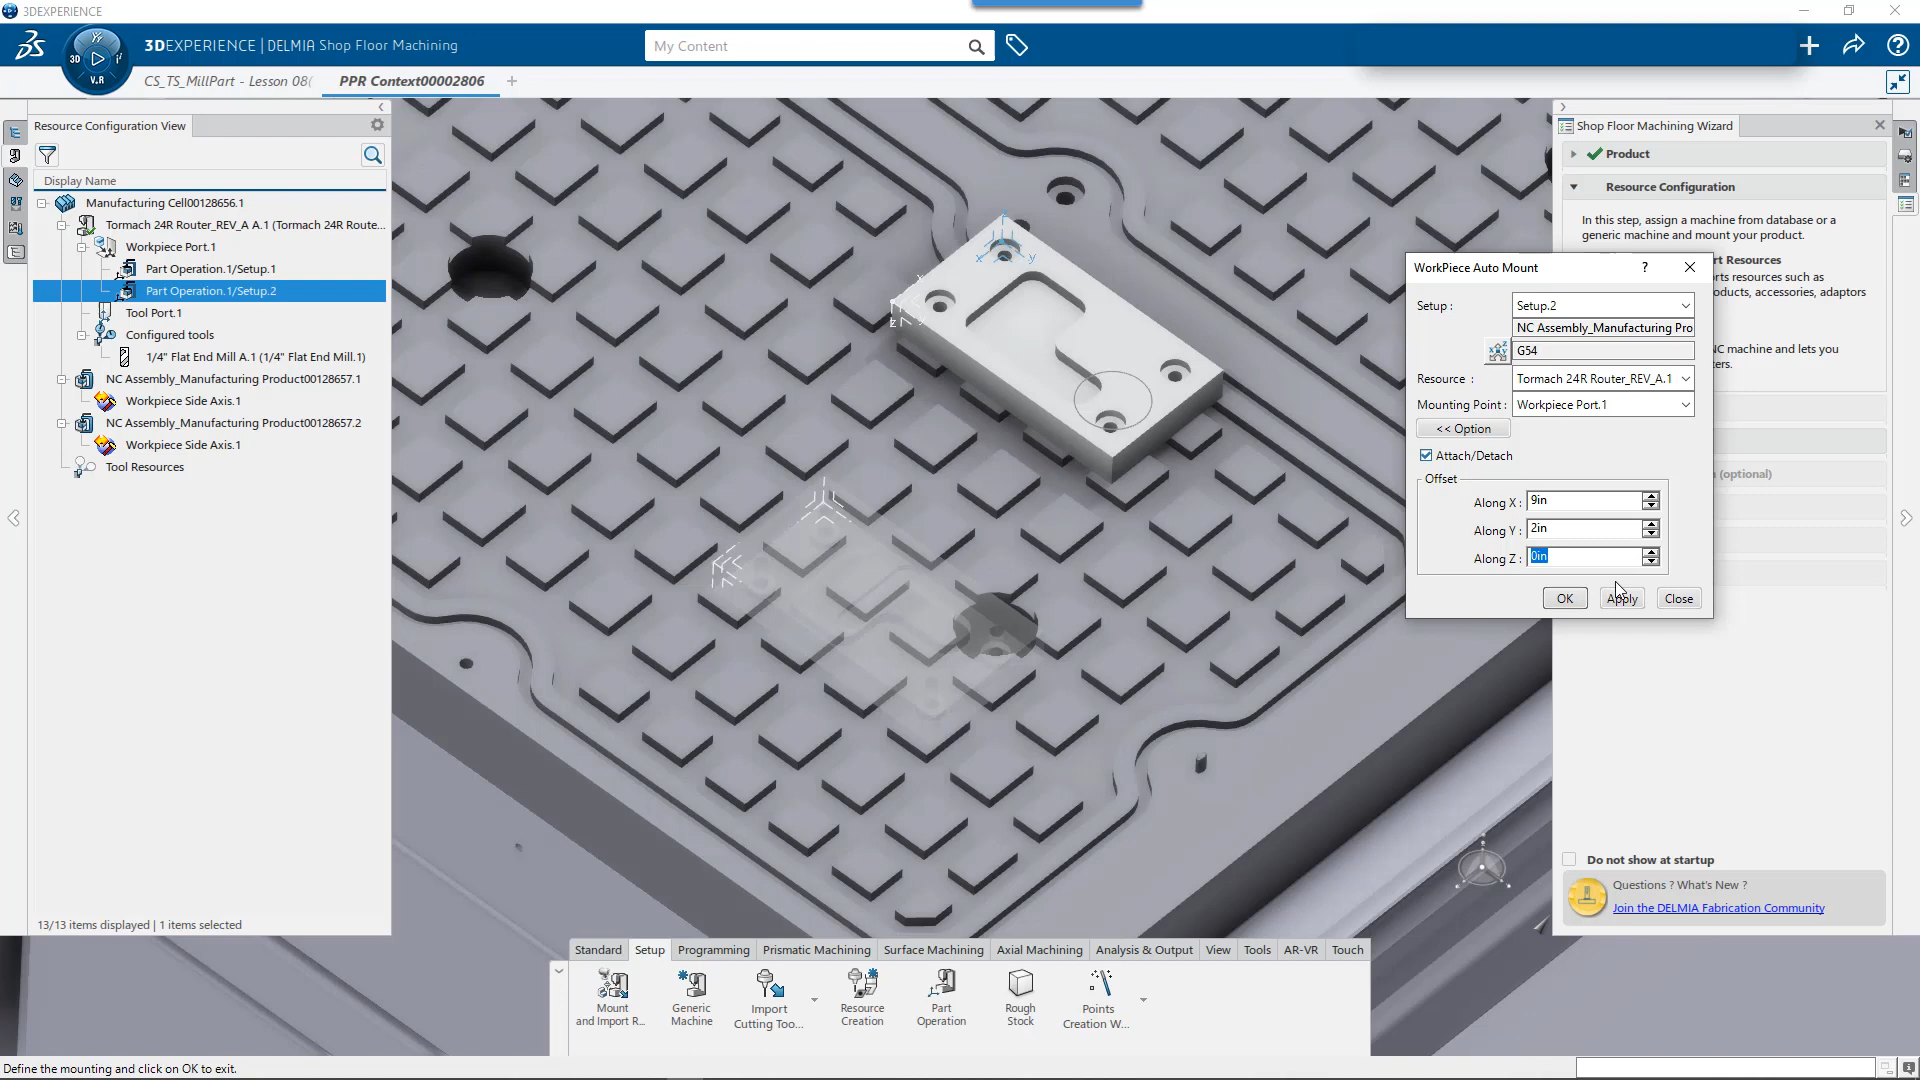 3DEXPERIENCE
3DEXPERIENCE | DELMIA Shop Floor Machining
My Content
3D
V.R
CS_TS_MillPart - Lesson 08(
PPR Context00002806
Resource Configuration View
Display Name
Manufacturing Cell00128656.1
Tormach 24R Router_REV_A A.1 (Tormach 24R Route...
Workpiece Port.1
Part Operation.1/Setup.1
Part Operation.1/Setup.2
Tool Port.1
Configured tools
1/4" Flat End Mill A.1 (1/4" Flat End Mill.1)
NC Assembly_Manufacturing Product00128657.1
Workpiece Side Axis.1
NC Assembly_Manufacturing Product00128657.2
Workpiece Side Axis.1
Tool Resources
13/13 items displayed | 1 items selected
x
y
z
Shop Floor Machining Wizard
Product
Resource Configuration
In this step, assign a machine from database or a
generic machine and mount your product.
WorkPiece Auto Mount
Setup :
Setup.2
NC Assembly_Manufacturing Pro
G54
Resource :
Tormach 24R Router_REV_A.1
Mounting Point :
Workpiece Port.1
<< Option
Attach/Detach
Offset
Along X :
9in
Along Y :
2in
Along Z :
0in
OK
Apply
Close
rt Resources
ports resources such as
oducts, accessories, adaptors
NC machine and lets you
ters.
(optional)
Do not show at startup
Questions ? What's New ?
Join the DELMIA Fabrication Community
Standard
Setup
Programming
Prismatic Machining
Surface Machining
Axial Machining
Analysis & Output
View
Tools
AR-VR
Touch
Mount
and Import R...
Generic
Machine
Import
Cutting Too...
Resource
Creation
Part
Operation
Rough
Stock
Points
Creation W...
Define the mounting and click on OK to exit.